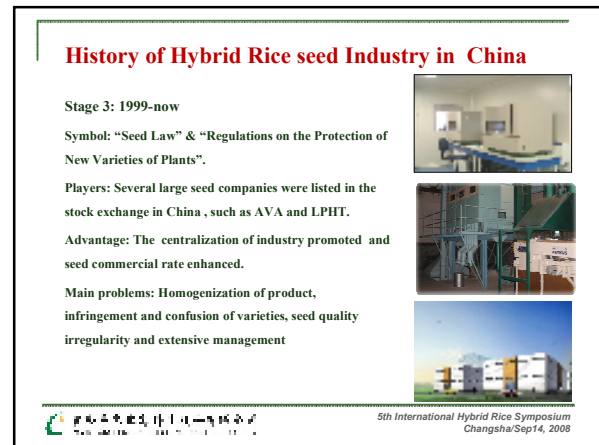 History of Hybrid Rice seed Industry in China
Stage 3: 1999-now
Symbol: “Seed Law” & “Regulations on the Protection of
New Varieties of Plants”.
Players: Several large seed companies were listed in the
stock exchange in China , such as AVA and LPHT.
Advantage: The centralization of industry promoted and
seed commercial rate enhanced.
Main problems: Homogenization of product,
infringement and confusion of varieties, seed quality
irregularity and extensive management
5th International Hybrid Rice Symposium
Changsha/Sep14, 2008